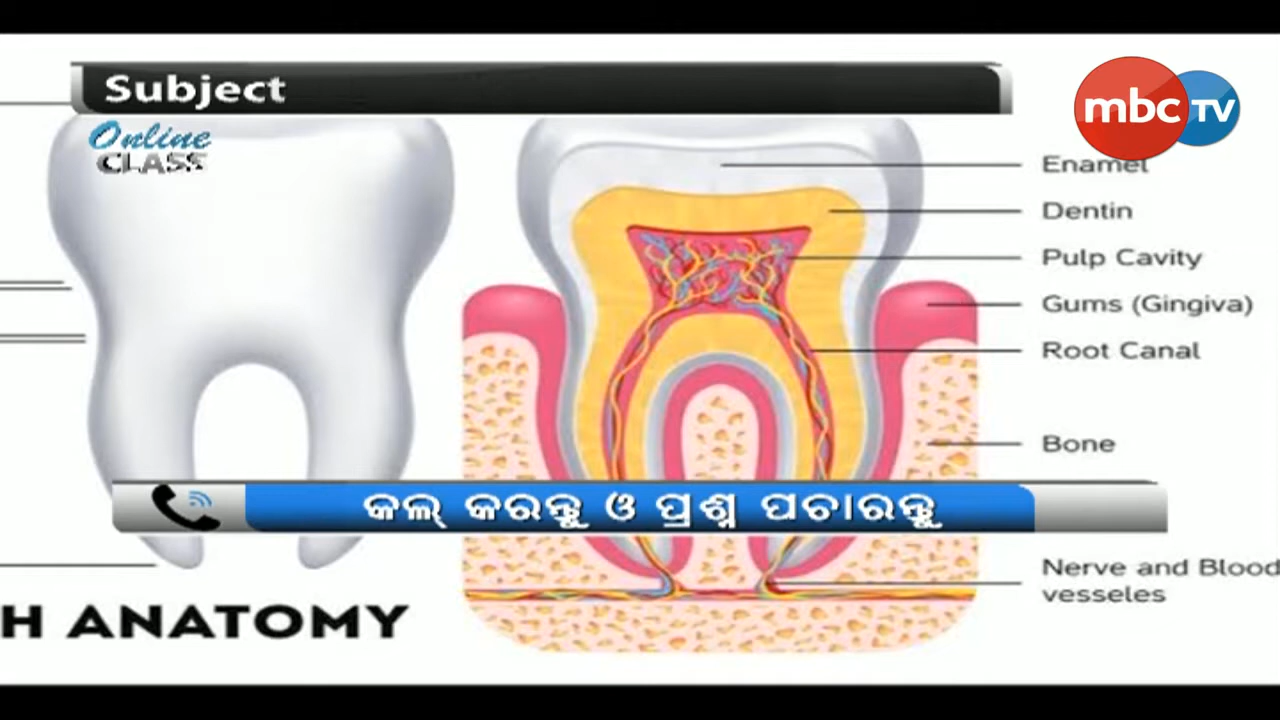 Subject
mbc TV
Online
CLASS
Enamel
Dentin
Pulp Cavity
Gums (Gingiva)
Root Canal
Bone
କଲ୍ କରନ୍ତୁ ଓ ପ୍ରଶ୍ନ ପଚାରନ୍ତୁ
Nerve and Blood
vesseles
H ANATOMY